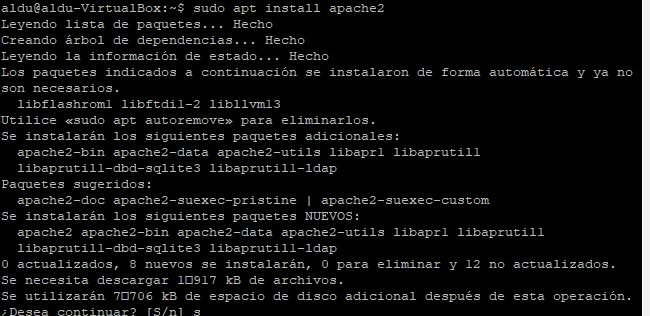 aldu@aldu-VirtualBox:~$ sudo apt install apache2
Leyendo lista de paquetes... Hecho
Creando árbol de dependencias... Hecho
Leyendo la información de estado... Hecho
Los paquetes indicados a continuación se instalaron de forma automática y ya no
son necesarios.
  libflashrom1 libftdi1-2 libllvm13
Utilice «sudo apt autoremove» para eliminarlos.
Se instalarán los siguientes paquetes adicionales:
  apache2-bin apache2-data apache2-utils libapr1 libaprutil1
  libaprutil1-dbd-sqlite3 libaprutil1-ldap
Paquetes sugeridos:
  apache2-doc apache2-suexec-pristine | apache2-suexec-custom
Se instalarán los siguientes paquetes NUEVOS:
  apache2 apache2-bin apache2-data apache2-utils libapr1 libaprutil1
  libaprutil1-dbd-sqlite3 libaprutil1-ldap
0 actualizados, 8 nuevos se instalarán, 0 para eliminar y 12 no actualizados.
Se necesita descargar 1□917 kB de archivos.
Se utilizarán 7□706 kB de espacio de disco adicional después de esta operación.
¿Desea continuar? [S/n] s